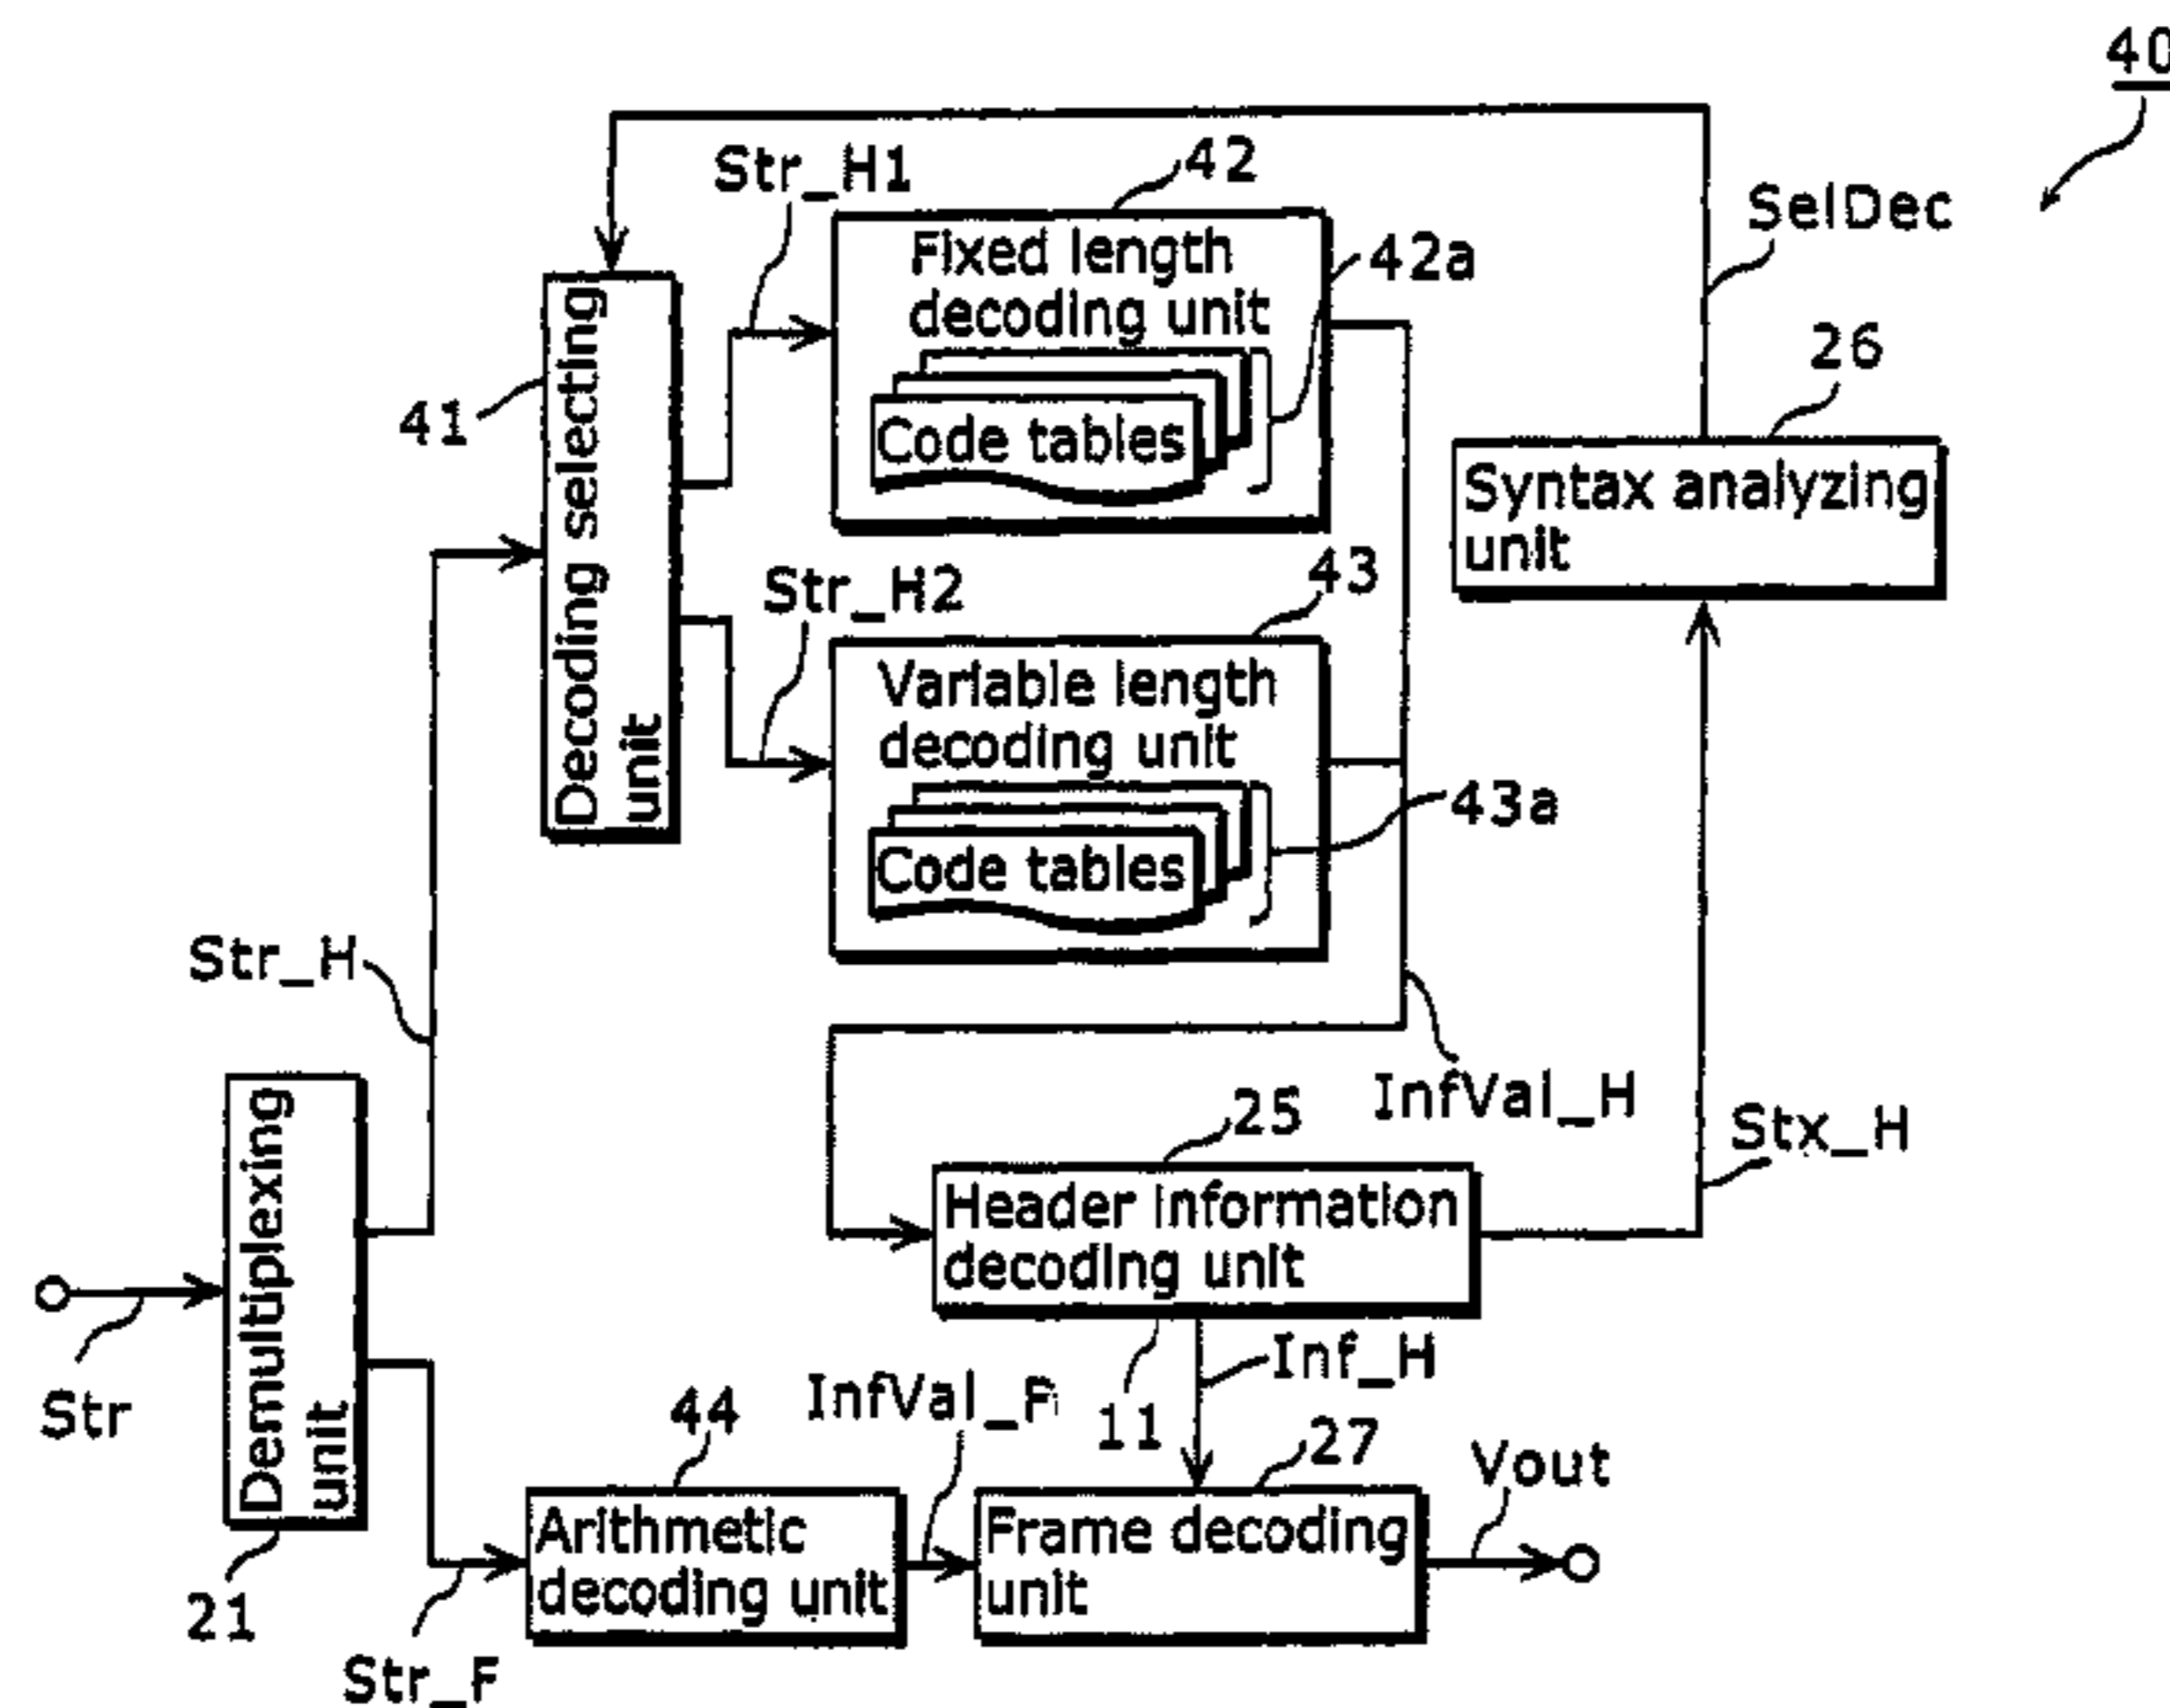 40
Str_H1
42
SelDec
Fixed length
decoding unit
42a
Code tables
26
41
Decoding selecting
unit
Syntax analyzing
unit
Str_H2
43
Variable length
decoding unit
43a
Code tables
Str_H
InfVal_H
25
Stx_H
Header information
decoding unit
Demultiplexing
unit
Str
Inf_H
11
InfVal_F
44
27
Vout
Arithmetic
decoding unit
Frame decoding
unit
21
Str_F